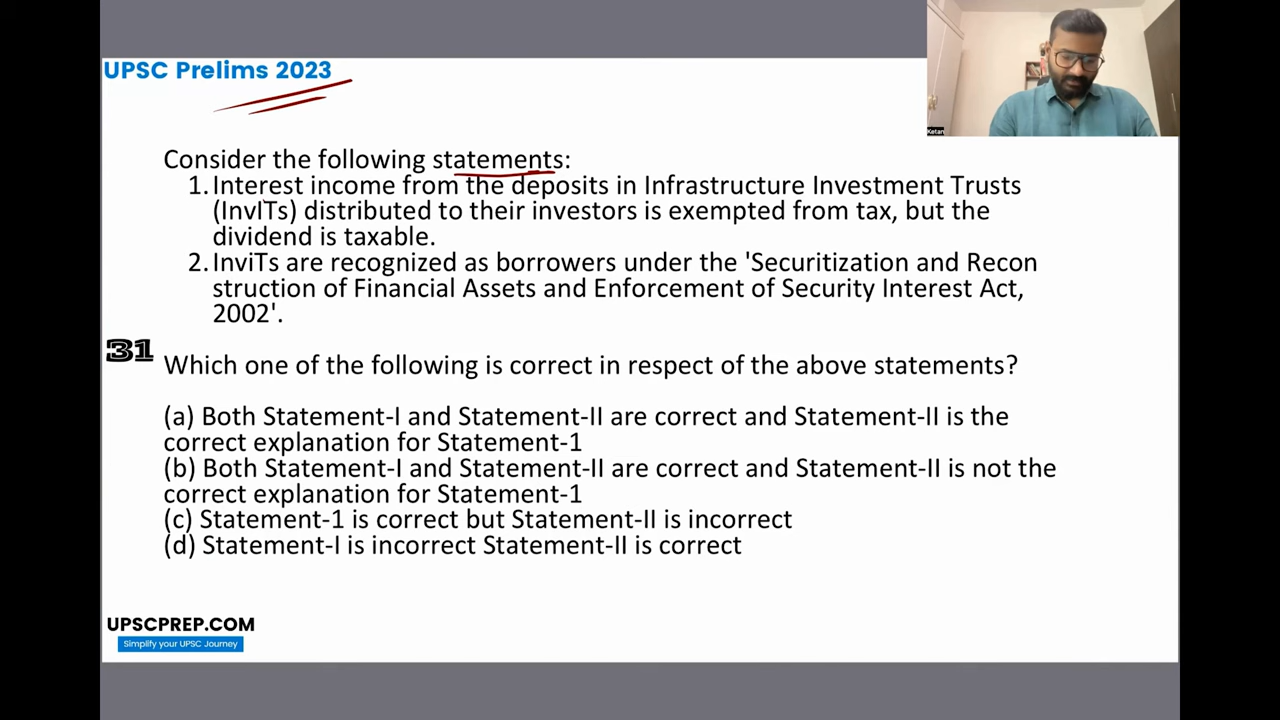 UPSC Prelims 2023
Ketan
Consider the following statements:
1. Interest income from the deposits in Infrastructure Investment Trusts
(InvITs) distributed to their investors is exempted from tax, but the
dividend is taxable.
2. InviTs are recognized as borrowers under the 'Securitization and Recon
struction of Financial Assets and Enforcement of Security Interest Act,
2002'.
31
Which one of the following is correct in respect of the above statements?
(a) Both Statement-I and Statement-II are correct and Statement-II is the
correct explanation for Statement-1
(b) Both Statement-I and Statement-II are correct and Statement-II is not the
correct explanation for Statement-1
(c) Statement-1 is correct but Statement-II is incorrect
(d) Statement-I is incorrect Statement-II is correct
UPSCPREP.COM
Simplify your UPSC Journey